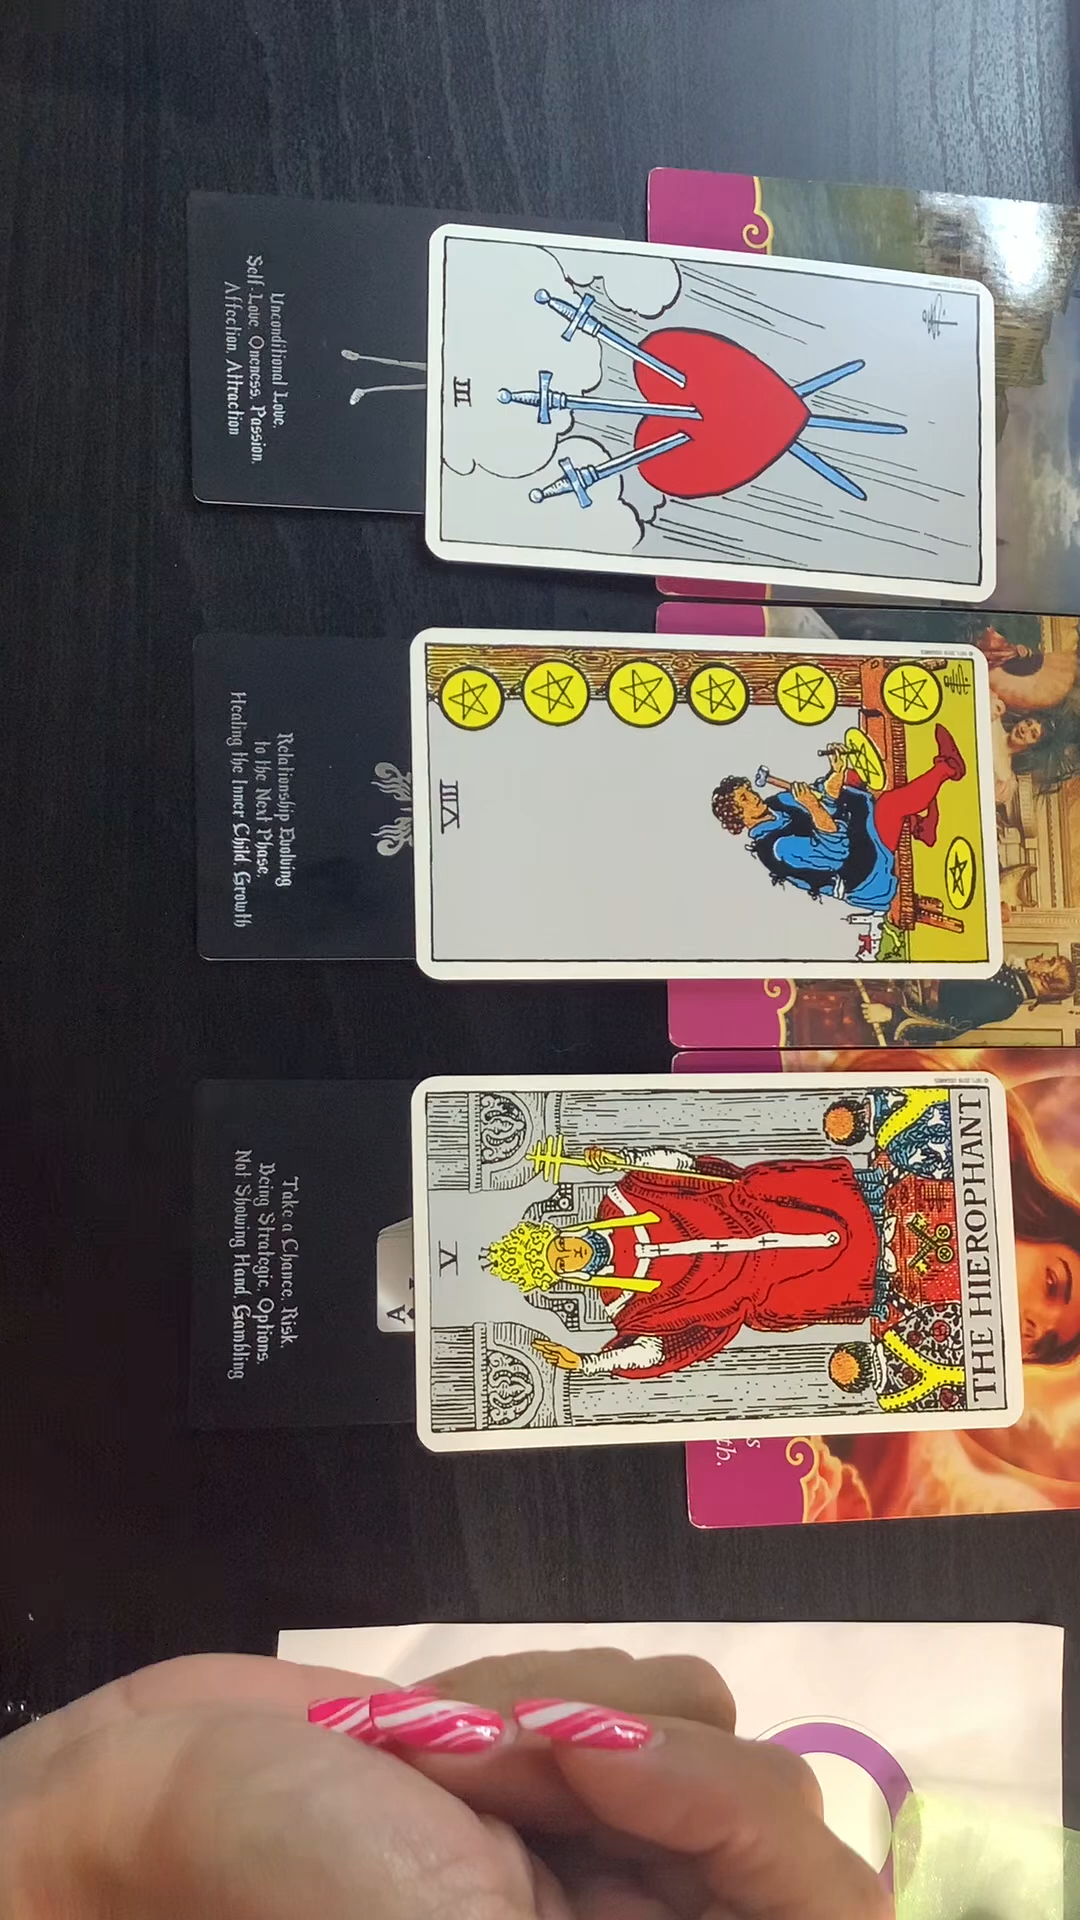 Unconditional Love,
Self-Love, Oneness, Passion,
Affection, Attraction
III
Relationship Evolving
to the Next Phase,
Healing the Inner Child, Growth
VIII
Take a Chance, Risk,
Being Strategic, Options,
Not Showing Hand, Gambling
A
V
THE HIEROPHANT